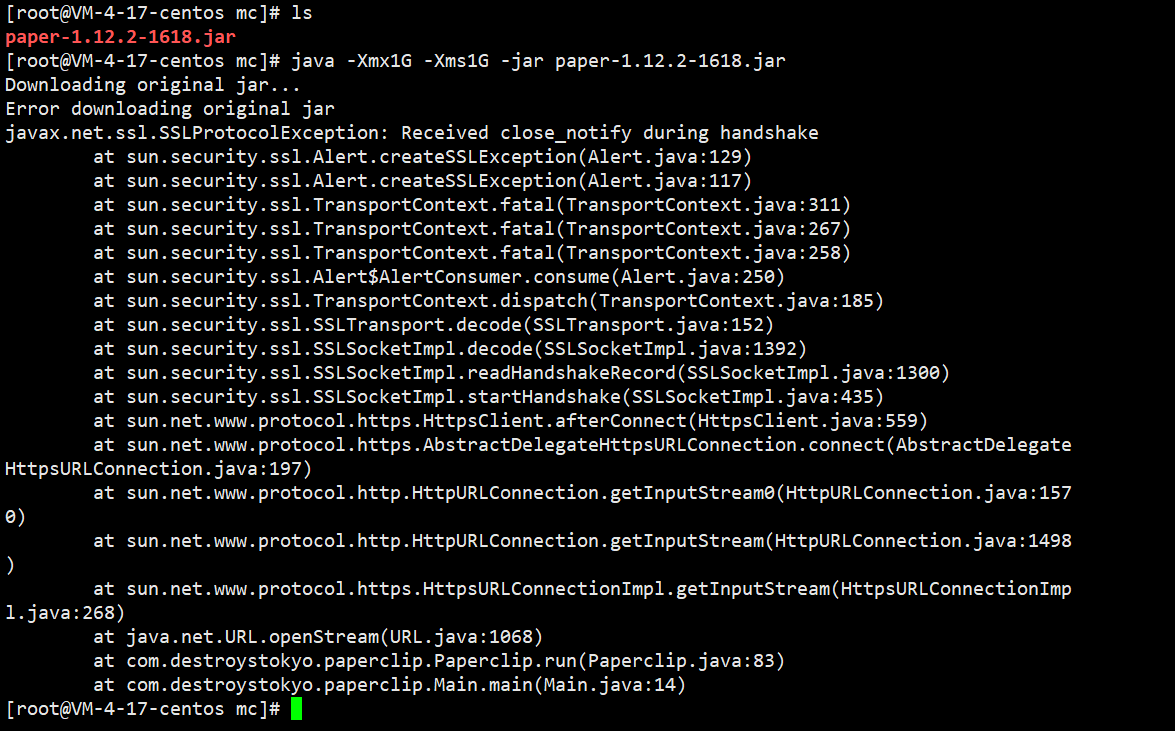 [root@VM-4-17-centos mc]# ls
paper-1.12.2-1618.jar
[root@VM-4-17-centos mc]# java -Xmx1G -Xms1G -jar paper-1.12.2-1618.jar
Downloading original jar...
Error downloading original jar
javax.net.ssl.SSLProtocolException: Received close_notify during handshake
        at sun.security.ssl.Alert.createSSLException(Alert.java:129)
        at sun.security.ssl.Alert.createSSLException(Alert.java:117)
        at sun.security.ssl.TransportContext.fatal(TransportContext.java:311)
        at sun.security.ssl.TransportContext.fatal(TransportContext.java:267)
        at sun.security.ssl.TransportContext.fatal(TransportContext.java:258)
        at sun.security.ssl.Alert$AlertConsumer.consume(Alert.java:250)
        at sun.security.ssl.TransportContext.dispatch(TransportContext.java:185)
        at sun.security.ssl.SSLTransport.decode(SSLTransport.java:152)
        at sun.security.ssl.SSLSocketImpl.decode(SSLSocketImpl.java:1392)
        at sun.security.ssl.SSLSocketImpl.readHandshakeRecord(SSLSocketImpl.java:1300)
        at sun.security.ssl.SSLSocketImpl.startHandshake(SSLSocketImpl.java:435)
        at sun.net.www.protocol.https.HttpsClient.afterConnect(HttpsClient.java:559)
        at sun.net.www.protocol.https.AbstractDelegateHttpsURLConnection.connect(AbstractDelegate
HttpsURLConnection.java:197)
        at sun.net.www.protocol.http.HttpURLConnection.getInputStream0(HttpURLConnection.java:157
0)
        at sun.net.www.protocol.http.HttpURLConnection.getInputStream(HttpURLConnection.java:1498
)
        at sun.net.www.protocol.https.HttpsURLConnectionImpl.getInputStream(HttpsURLConnectionImp
l.java:268)
        at java.net.URL.openStream(URL.java:1068)
        at com.destroystokyo.paperclip.Paperclip.run(Paperclip.java:83)
        at com.destroystokyo.paperclip.Main.main(Main.java:14)
[root@VM-4-17-centos mc]#